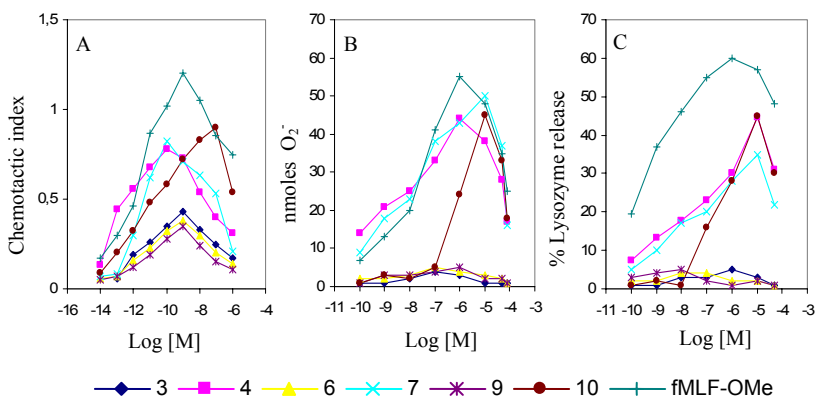 A
Chemotactic index
1,5
1
0,5
0
-16 -14 -12 -10 -8 -6 -4
Log [M]
B
nmoles O₂⁻
70
60
50
40
30
20
10
0
-11 -10 -9 -8 -7 -6 -5 -4 -3
Log [M]
C
% Lysozyme release
70
60
50
40
30
20
10
0
-11 -10 -9 -8 -7 -6 -5 -4 -3
Log [M]
3 4 6 7 9 10 fMLF-OMe